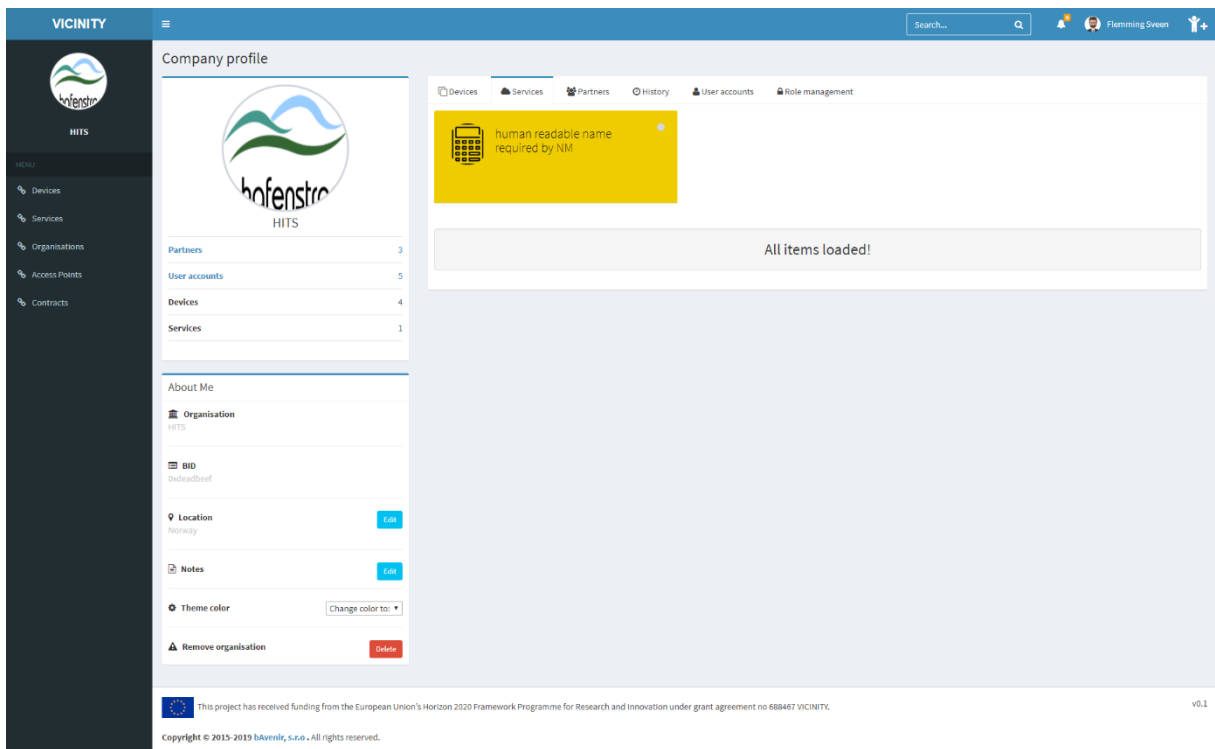 VICINITY
Search...
Flemming Sveen
hofenstro
HITS
MENU
Devices
Services
Organisations
Access Points
Contracts
Company profile
hofenstro
HITS
Partners 3
User accounts 5
Devices 4
Services 1
About Me
Organisation
HITS
BID
0xdeadbeef
Location
Norway
Edit
Notes
Edit
Theme color
Change color to:
Remove organisation
Delete
Devices Services Partners History User accounts Role management
human readable name
required by NM
All items loaded!
This project has received funding from the European Union's Horizon 2020 Framework Programme for Research and Innovation under grant agreement no 688467 VICINITY.
v0.1
Copyright © 2015-2019 bAvenir, s.r.o. All rights reserved.